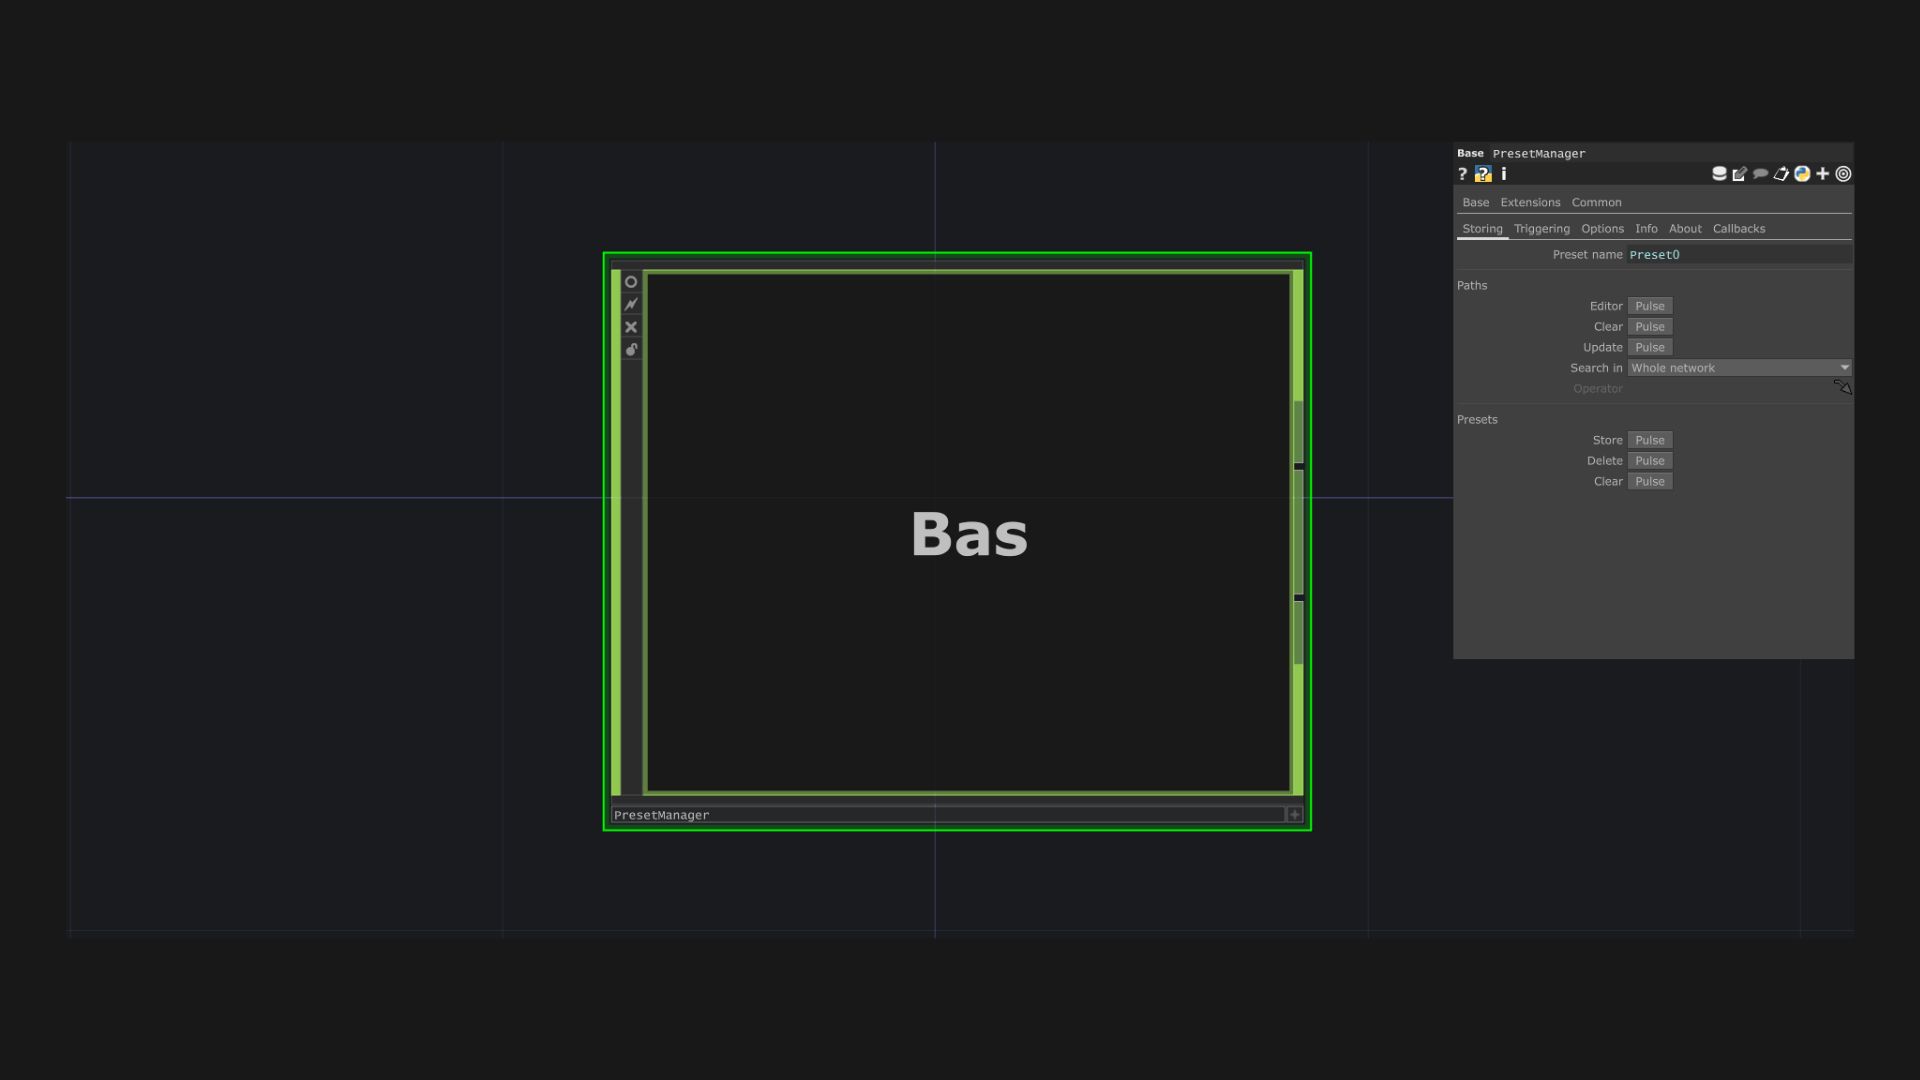 Base PresetManager
? ? i
Base Extensions Common
Storing Triggering Options Info About Callbacks
Preset name Preset0
Paths
Editor Pulse
Clear Pulse
Update Pulse
Search in Whole network
Operator
Presets
Store Pulse
Delete Pulse
Clear Pulse
Bas
PresetManager